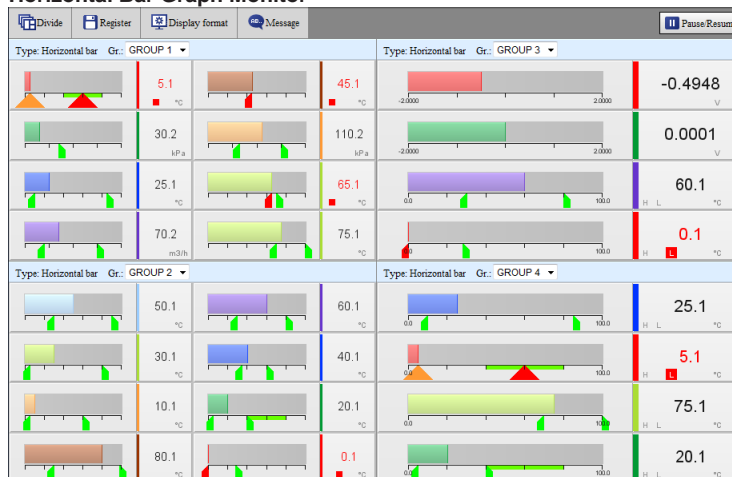 Horizontal Bar Graph Monitor
Divide Register Display format Message Pause/Resum
Type: Horizontal bar Gr.: GROUP 1
5.1 °C
45.1 °C
30.2 kPa
110.2 kPa
25.1 °C
65.1 °C
70.2 m3/h
75.1 °C
Type: Horizontal bar Gr.: GROUP 3
-2.0000 2.0000 -0.4948 V
-2.0000 2.0000 0.0001 V
0.0 100.0 60.1 H L °C
100.0 0.1 H L °C
Type: Horizontal bar Gr.: GROUP 2
50.1 °C
60.1 °C
30.1 °C
40.1 °C
10.1 °C
20.1 °C
80.1 °C
0.1 °C
Type: Horizontal bar Gr.: GROUP 4
0.0 100.0 25.1 H L °C
0.0 100.0 5.1 H L °C
0.0 100.0 75.1 H L °C
0.0 100.0 20.1 H L °C